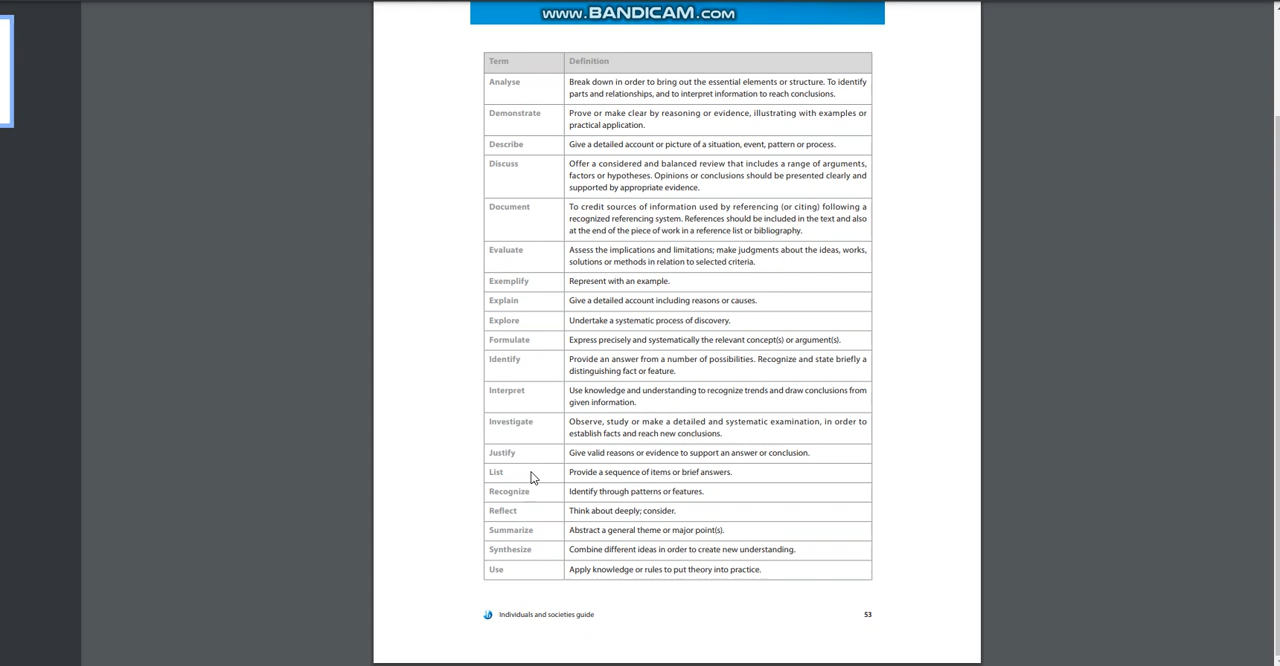 www.BANDICAM.com
Term Definition
Analyse Break down in order to bring out the essential elements or structure. To identify
parts and relationships, and to interpret information to reach conclusions.
Demonstrate Prove or make clear by reasoning or evidence, illustrating with examples or
practical application.
Describe Give a detailed account or picture of a situation, event, pattern or process.
Discuss Offer a considered and balanced review that includes a range of arguments,
factors or hypotheses. Opinions or conclusions should be presented clearly and
supported by appropriate evidence.
Document To credit sources of information used by referencing (or citing) following a
recognized referencing system. References should be included in the text and also
at the end of the piece of work in a reference list or bibliography.
Evaluate Assess the implications and limitations; make judgments about the ideas, works,
solutions or methods in relation to selected criteria.
Exemplify Represent with an example.
Explain Give a detailed account including reasons or causes.
Explore Undertake a systematic process of discovery.
Formulate Express precisely and systematically the relevant concept(s) or argument(s).
Identify Provide an answer from a number of possibilities. Recognize and state briefly a
distinguishing fact or feature.
Interpret Use knowledge and understanding to recognize trends and draw conclusions from
given information.
Investigate Observe, study or make a detailed and systematic examination, in order to
establish facts and reach new conclusions.
Justify Give valid reasons or evidence to support an answer or conclusion.
List Provide a sequence of items or brief answers.
Recognize Identify through patterns or features.
Reflect Think about deeply; consider.
Summarize Abstract a general theme or major point(s).
Synthesize Combine different ideas in order to create new understanding.
Use Apply knowledge or rules to put theory into practice.
Individuals and societies guide 53